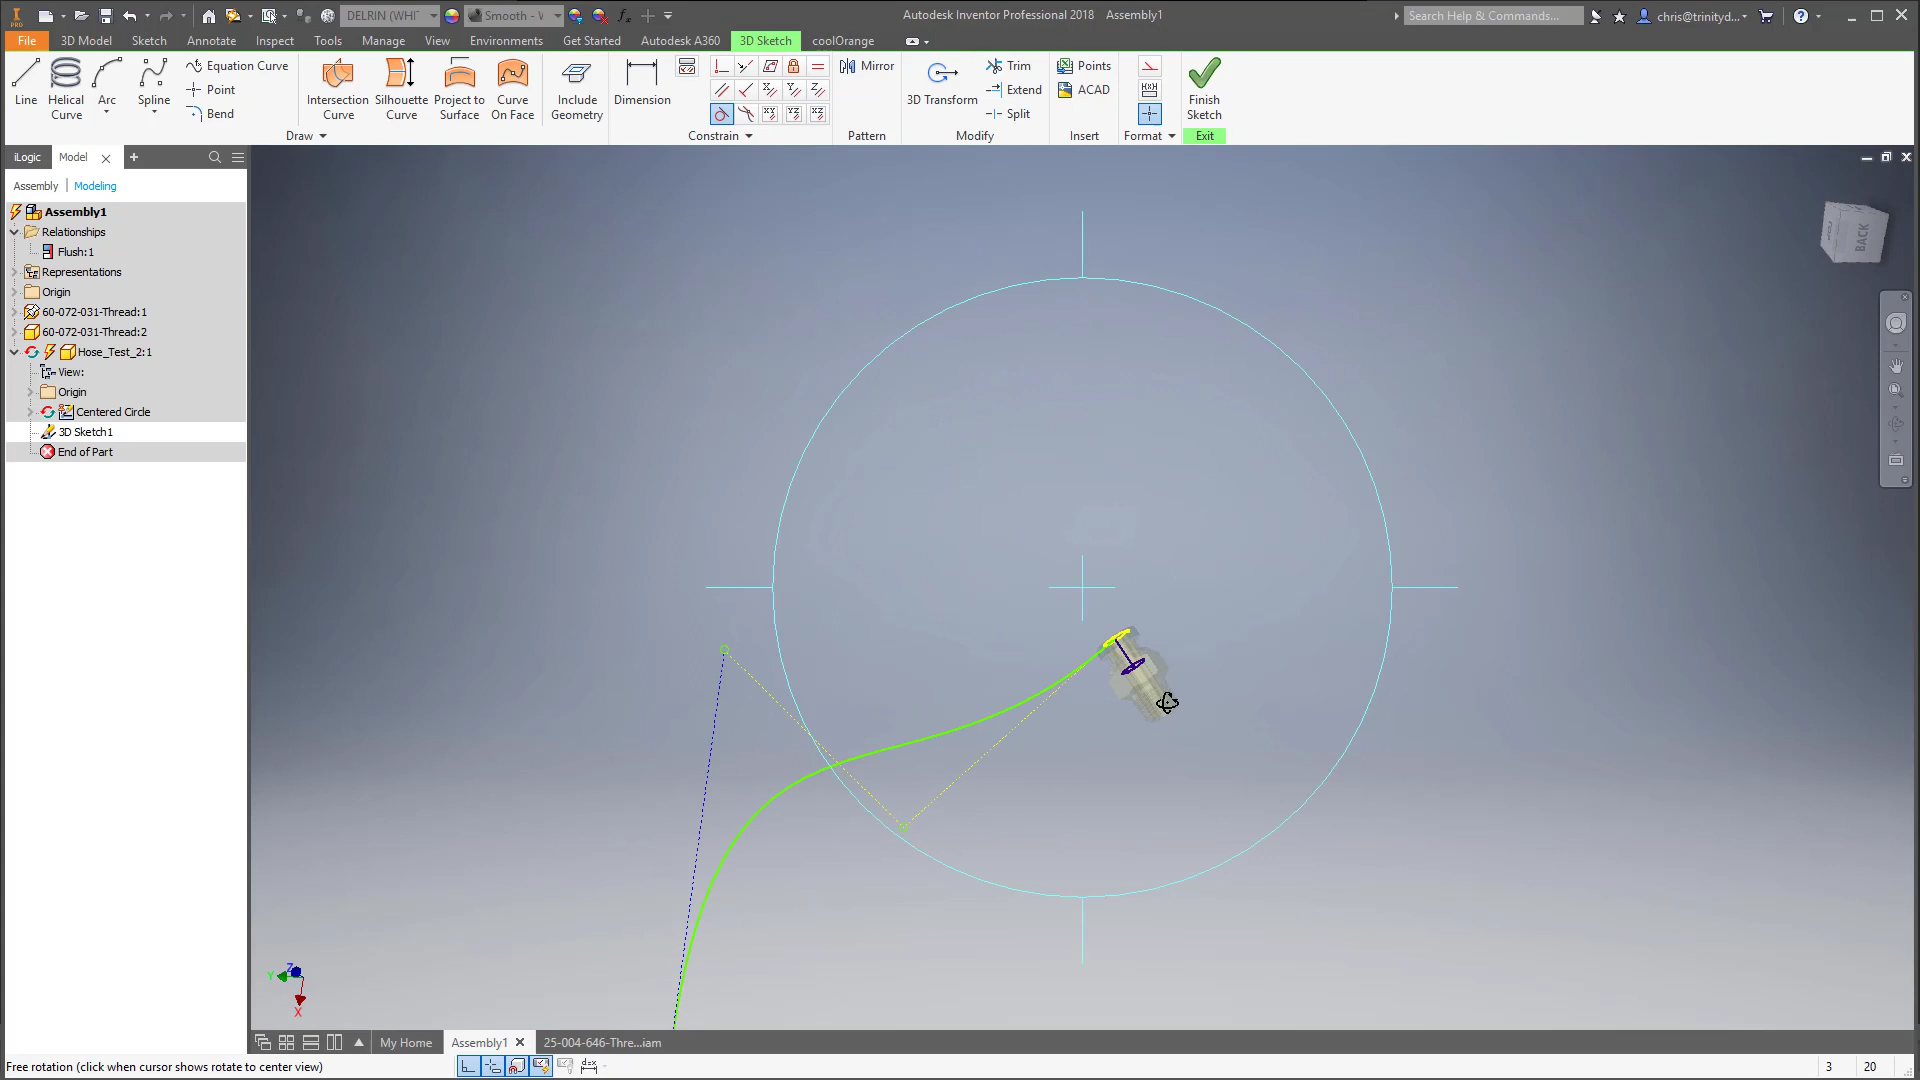 PRO
DELRIN (WHI
Smooth - V
Autodesk Inventor Professional 2018 Assembly1
Search Help & Commands...
chris@trinityd...
File
3D Model
Sketch
Annotate
Inspect
Tools
Manage
View
Environments
Get Started
Autodesk A360
3D Sketch
coolOrange
Line
Helical
Curve
Arc
Spline
Equation Curve
Point
Bend
Draw
Intersection
Curve
Silhouette
Curve
Project to
Surface
Curve
On Face
Include
Geometry
Dimension
Constrain
Mirror
Pattern
3D Transform
Trim
Extend
Split
Modify
Points
ACAD
Insert
Format
Finish
Sketch
Exit
iLogic
Model
Assembly
Modeling
Assembly1
Relationships
Flush:1
Representations
Origin
60-072-031-Thread:1
60-072-031-Thread:2
Hose_Test_2:1
View:
Origin
Centered Circle
3D Sketch1
End of Part
BACK
Y
Z
X
My Home
Assembly1
25-004-646-Thre...iam
Free rotation (click when cursor shows rotate to center view)
3
20